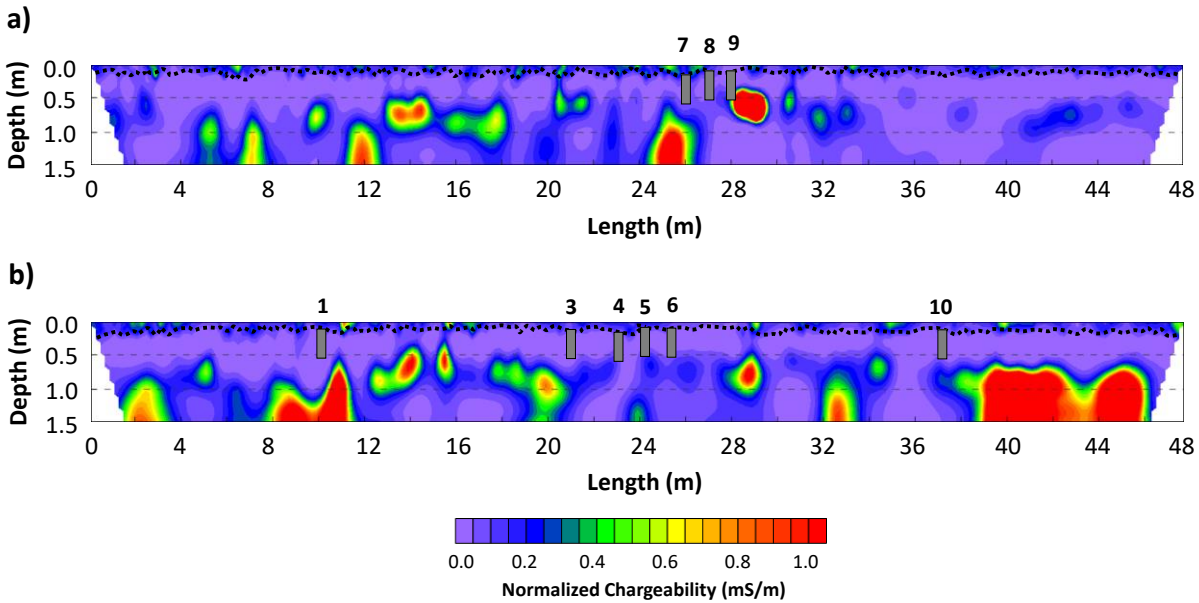 a)
7 8 9
0.0
0.5
1.0
1.5
Depth (m)
0 4 8 12 16 20 24 28 32 36 40 44 48
Length (m)
b)
1 3 4 5 6 10
0.0
0.5
1.0
1.5
Depth (m)
0 4 8 12 16 20 24 28 32 36 40 44 48
Length (m)
0.0 0.2 0.4 0.6 0.8 1.0
Normalized Chargeability (mS/m)